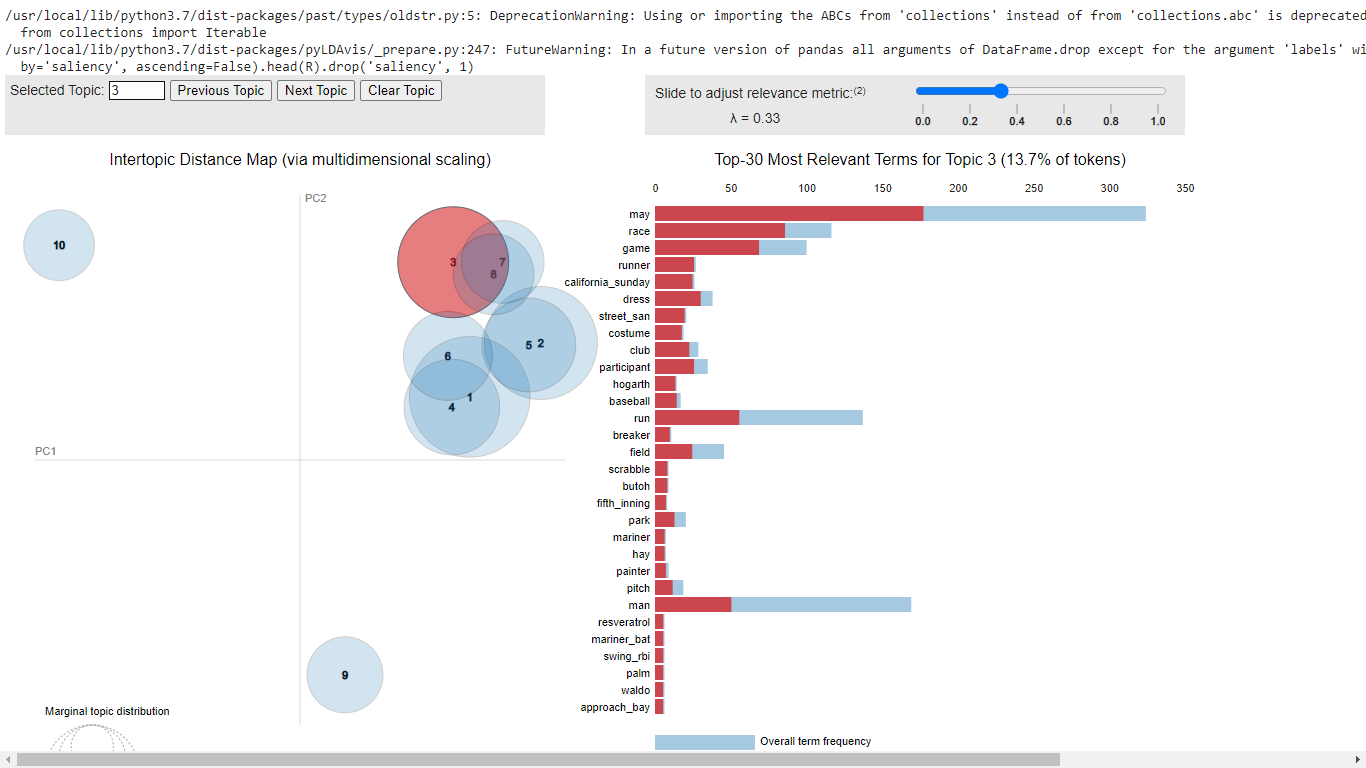 /usr/local/lib/python3.7/dist-packages/past/types/oldstr.py:5: DeprecationWarning: Using or importing the ABCs from 'collections' instead of from 'collections.abc' is deprecated
from collections import Iterable
/usr/local/lib/python3.7/dist-packages/pyLDAvis/_prepare.py:247: FutureWarning: In a future version of pandas all arguments of DataFrame.drop except for the argument 'labels' wi
by='saliency', ascending=False).head(R).drop('saliency', 1)
Selected Topic: 3 Previous Topic Next Topic Clear Topic
Slide to adjust relevance metric:(2)
λ = 0.33
0.0 0.2 0.4 0.6 0.8 1.0
Intertopic Distance Map (via multidimensional scaling)
PC2
10
3
7
8
5 2
6
1
4
PC1
9
Marginal topic distribution
Top-30 Most Relevant Terms for Topic 3 (13.7% of tokens)
0 50 100 150 200 250 300 350
may
race
game
runner
california_sunday
dress
street_san
costume
club
participant
hogarth
baseball
run
breaker
field
scrabble
butoh
fifth_inning
park
mariner
hay
painter
pitch
man
resveratrol
mariner_bat
swing_rbi
palm
waldo
approach_bay
Overall term frequency